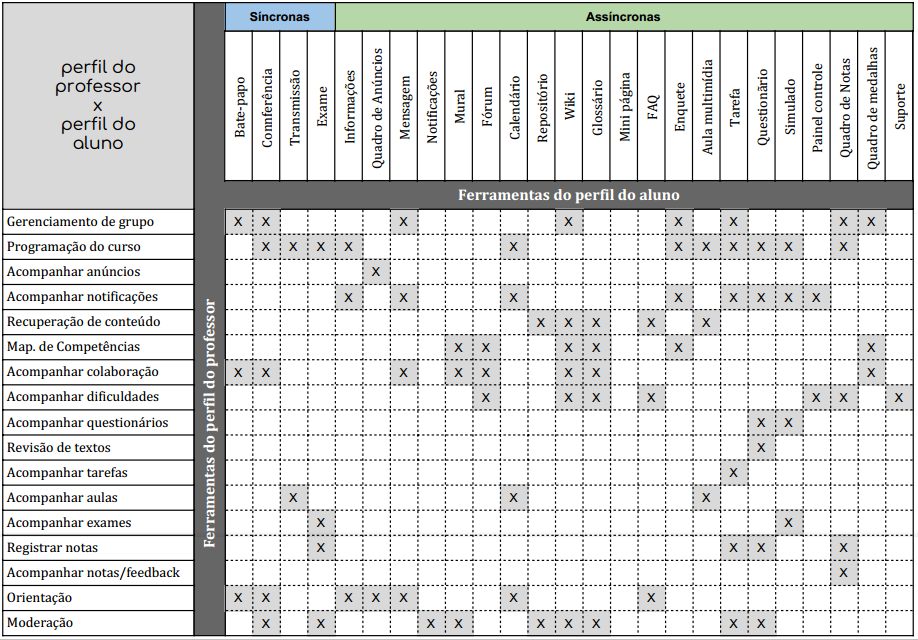 perfil do
professor
x
perfil do
aluno
Síncronas
Assíncronas
Bate-papo
Connferência
Transmissão
Exame
Informações
Quadro de Anúncios
Mensagem
Notificações
Mural
Fórum
Calendário
Repositório
Wiki
Glossário
Mini página
FAQ
Enquete
Aula multimídia
Tarefa
Questionário
Simulado
Painel controle
Quadro de Notas
Quadro de medalhas
Suporte
Ferramentas do perfil do aluno
Ferramentas do perfil do professor
Gerenciamento de grupo X X X X X X X X
Programação do curso X X X X X X X X X X X
Acompanhar anúncios X
Acompanhar notificações X X X X X X X X
Recuperação de conteúdo X X X X X
Map. de Competências X X X X X X
Acompanhar colaboração X X X X X X X X
Acompanhar dificuldades X X X X X X X
Acompanhar questionários X X
Revisão de textos X
Acompanhar tarefas X
Acompanhar aulas X X X
Acompanhar exames X X
Registrar notas X X X X
Acompanhar notas/feedback X
Orientação X X X X X X X
Moderação X X X X X X X X X